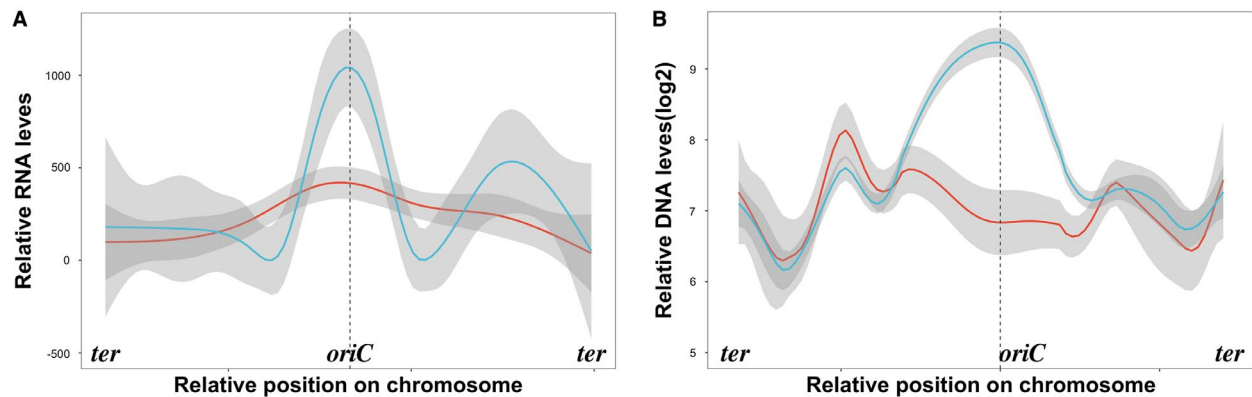 A
Relative RNA leves
1000
500
0
-500
ter
oriC
ter
Relative position on chromosome
B
Relative DNA leves(log2)
9
8
7
6
5
ter
oriC
ter
Relative position on chromosome